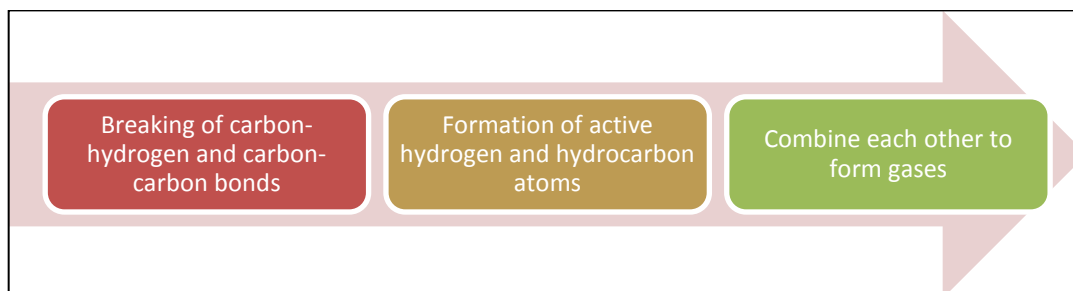 Breaking of carbon-
hydrogen and carbon-
carbon bonds
Formation of active
hydrogen and hydrocarbon
atoms
Combine each other to
form gases